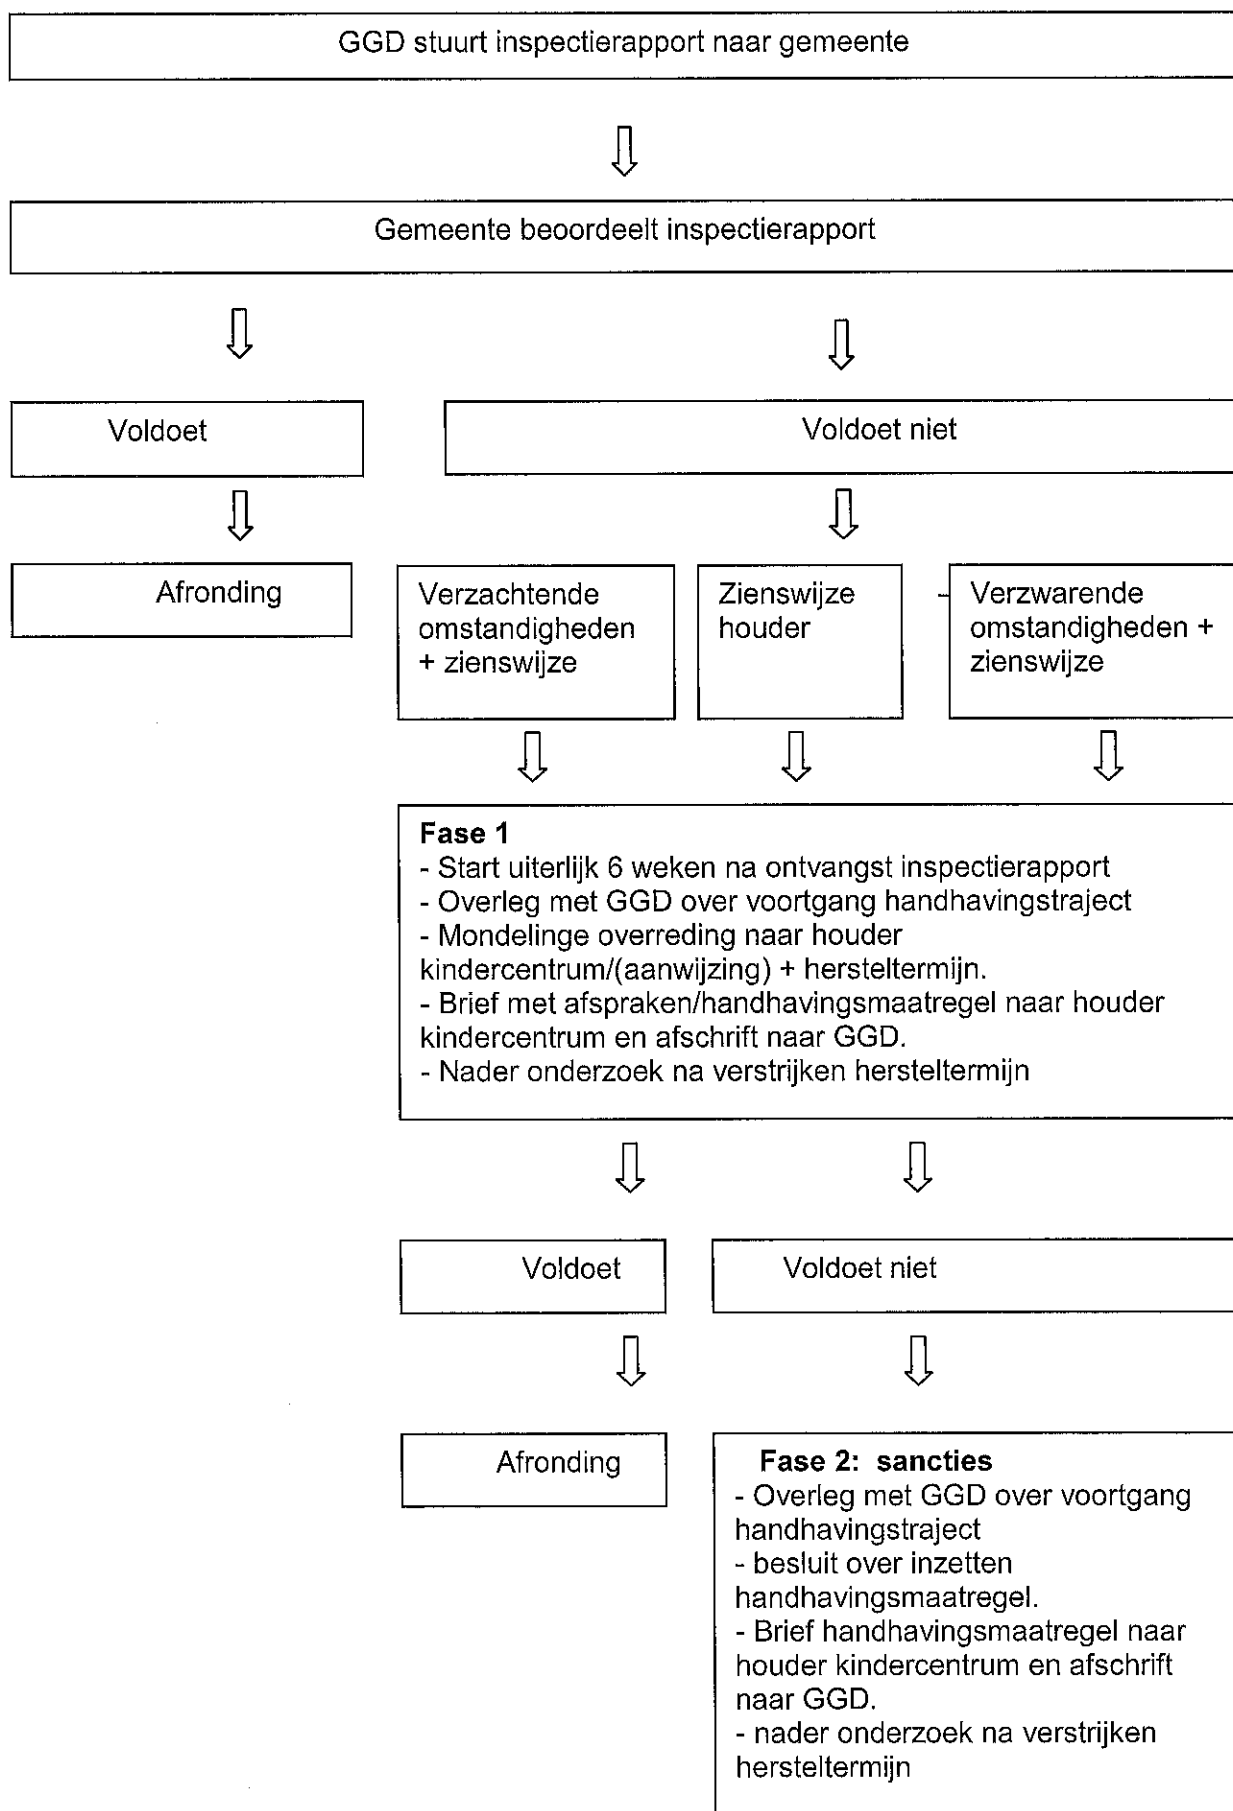 GGD stuurt inspectierapport naar gemeente
Gemeente beoordeelt inspectierapport
Voldoet
Voldoet niet
Afronding
Verzachtende
omstandigheden
+ zienswijze
Zienswijze
houder
Verzwarende
omstandigheden +
zienswijze
Fase 1
- Start uiterlijk 6 weken na ontvangst inspectierapport
- Overleg met GGD over voortgang handhavingstraject
- Mondelinge overreding naar houder
kindercentrum/(aanwijzing) + hersteltermijn.
- Brief met afspraken/handhavingsmaatregel naar houder
kindercentrum en afschrift naar GGD.
- Nader onderzoek na verstrijken hersteltermijn
Voldoet
Voldoet niet
Afronding
Fase 2: sancties
- Overleg met GGD over voortgang
handhavingstraject
- besluit over inzetten
handhavingsmaatregel.
- Brief handhavingsmaatregel naar
houder kindercentrum en afschrift
naar GGD.
- nader onderzoek na verstrijken
hersteltermijn